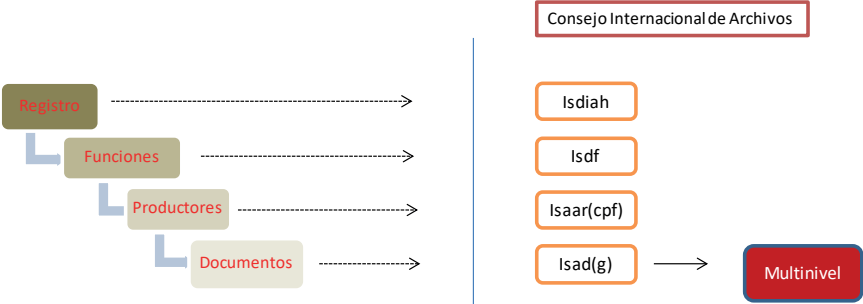 Consejo Internacional de Archivos
Registro
Isdiah
Funciones
Isdf
Productores
Isaar(cpf)
Documentos
Isad(g)
Multinivel